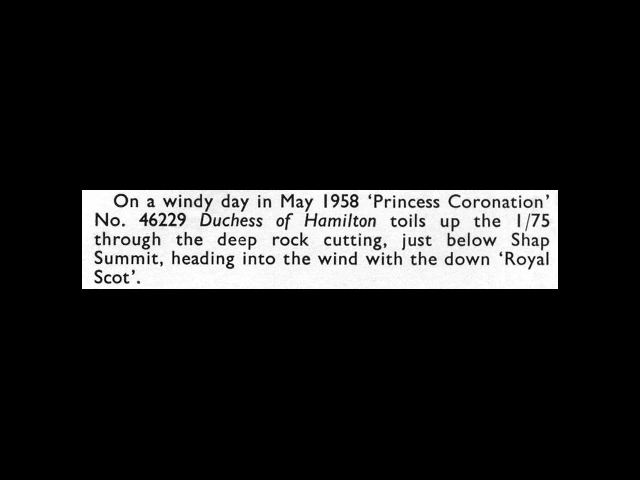 On a windy day in May 1958 ‘Princess Coronation’
No. 46229 Duchess of Hamilton toils up the 1/75
through the deep rock cutting, just below Shap
Summit, heading into the wind with the down ‘Royal
Scot’.